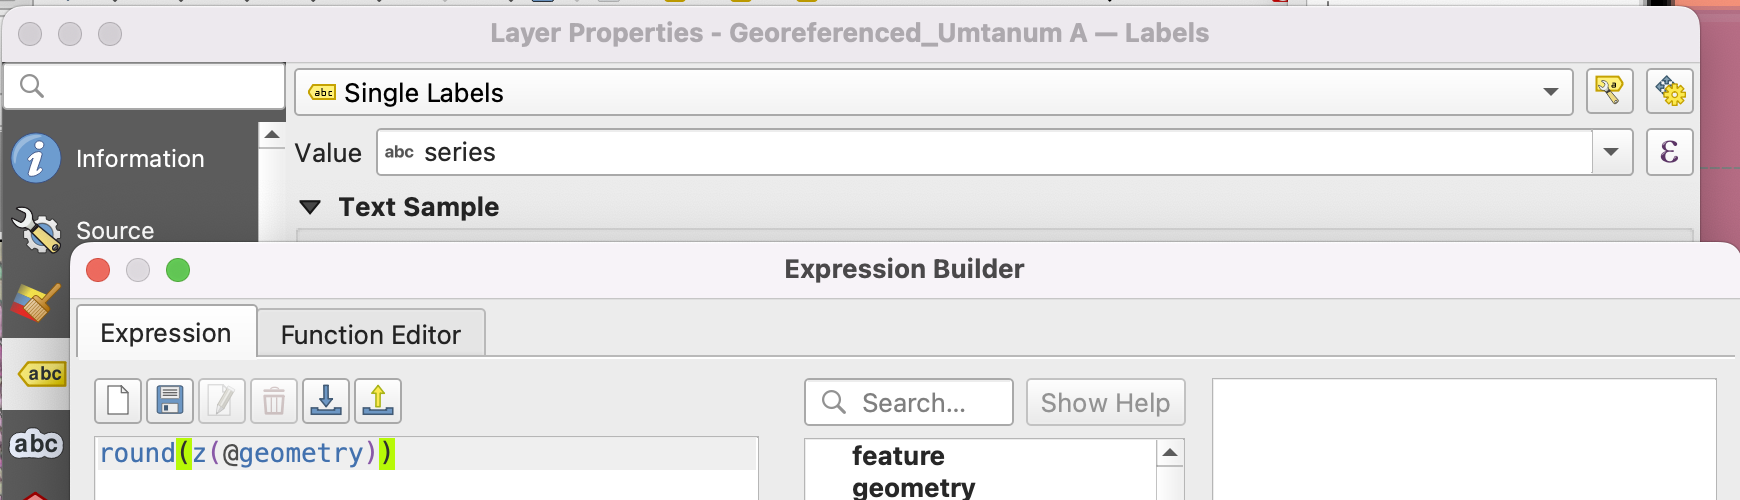 Layer Properties - Georeferenced_Umtanum A — Labels
abc Single Labels
Information
Value abc series
Text Sample
Source
Expression Builder
Expression
Function Editor
abc
Search...
Show Help
abc
round(z(@geometry))
feature
geometry